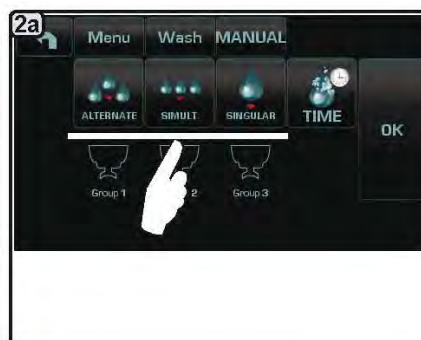 2a
Menu Wash MANUAL
ALTERNATE SIMULT. SINGULAR TIME
OK
Group 1 2 Group 3